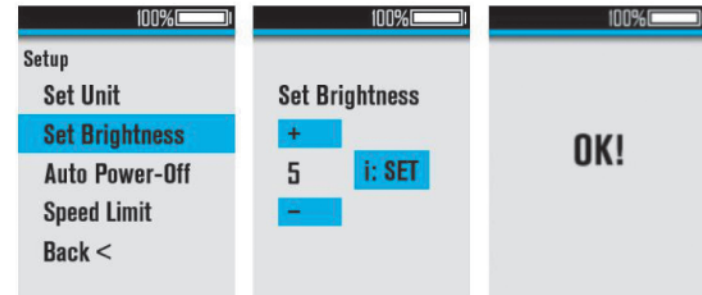 100%
Setup
Set Unit
Set Brightness
Auto Power-Off
Speed Limit
Back <
100%
Set Brightness
+
5
i: SET
−
100%
OK!